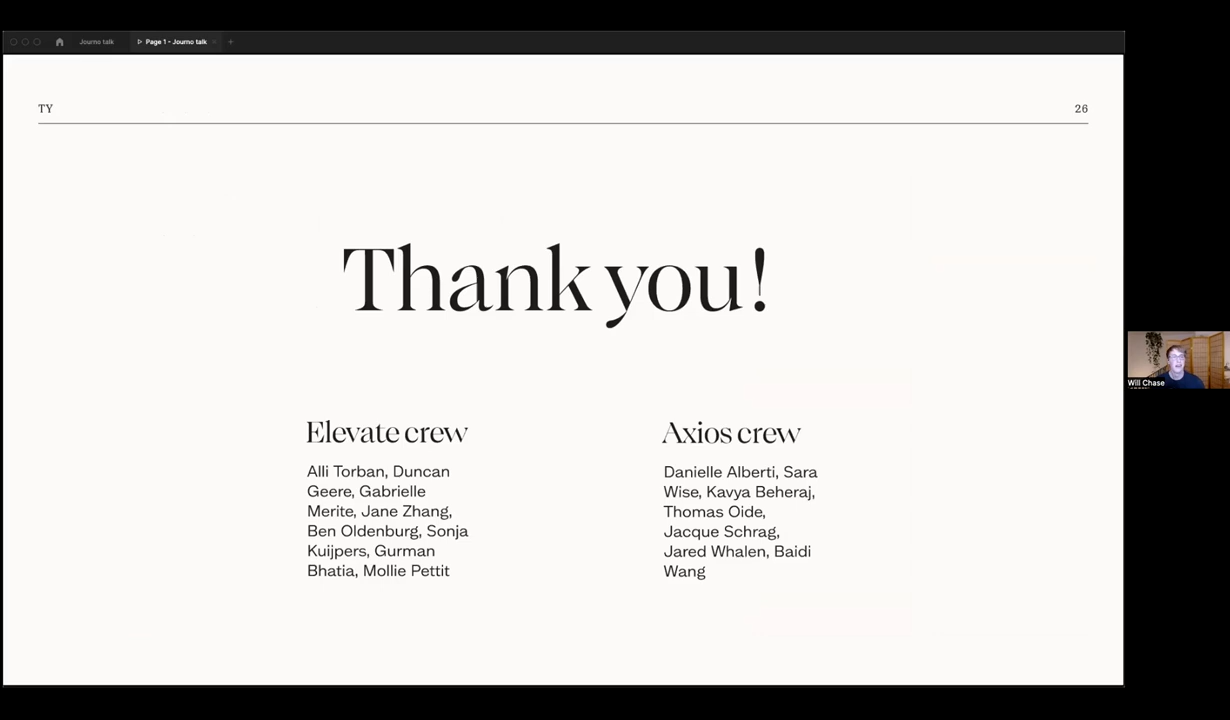 Journo talk
Page 1 - Journo talk
TY
26
Thank you!
Elevate crew
Alli Torban, Duncan
Geere, Gabrielle
Merite, Jane Zhang,
Ben Oldenburg, Sonja
Kuijpers, Gurman
Bhatia, Mollie Pettit
Axios crew
Danielle Alberti, Sara
Wise, Kavya Beheraj,
Thomas Oide,
Jacque Schrag,
Jared Whalen, Baidi
Wang
Will Chase